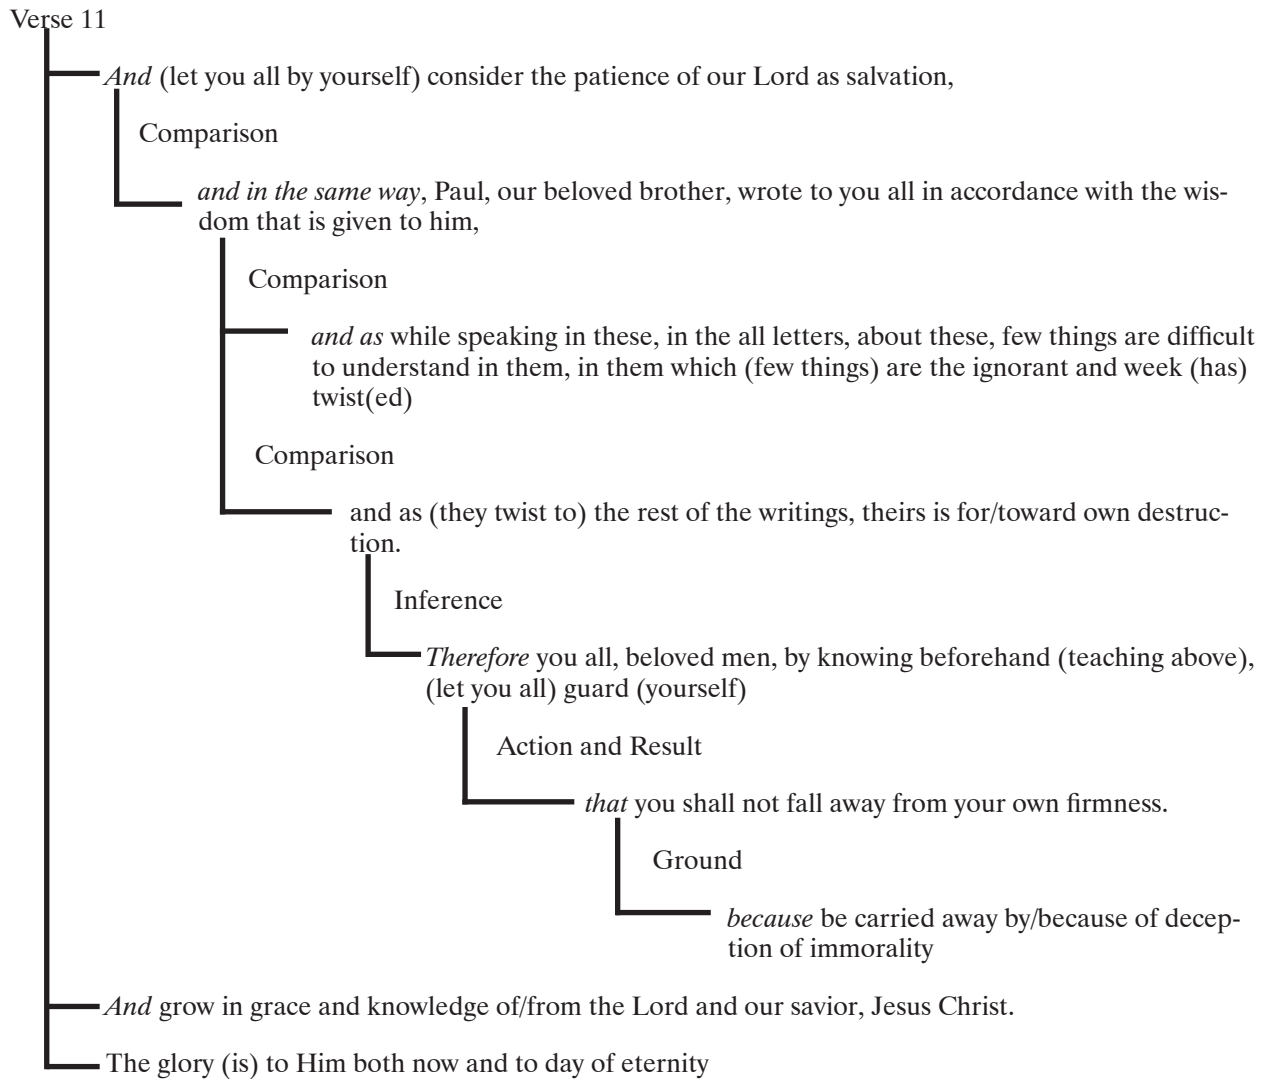 Verse 11
And (let you all by yourself) consider the patience of our Lord as salvation,
Comparison
and in the same way, Paul, our beloved brother, wrote to you all in accordance with the wis-
dom that is given to him,
Comparison
and as while speaking in these, in the all letters, about these, few things are difficult
to understand in them, in them which (few things) are the ignorant and week (has)
twist(ed)
Comparison
and as (they twist to) the rest of the writings, theirs is for/toward own destruc-
tion.
Inference
Therefore you all, beloved men, by knowing beforehand (teaching above),
(let you all) guard (yourself)
Action and Result
that you shall not fall away from your own firmness.
Ground
because be carried away by/because of decep-
tion of immorality
And grow in grace and knowledge of/from the Lord and our savior, Jesus Christ.
The glory (is) to Him both now and to day of eternity